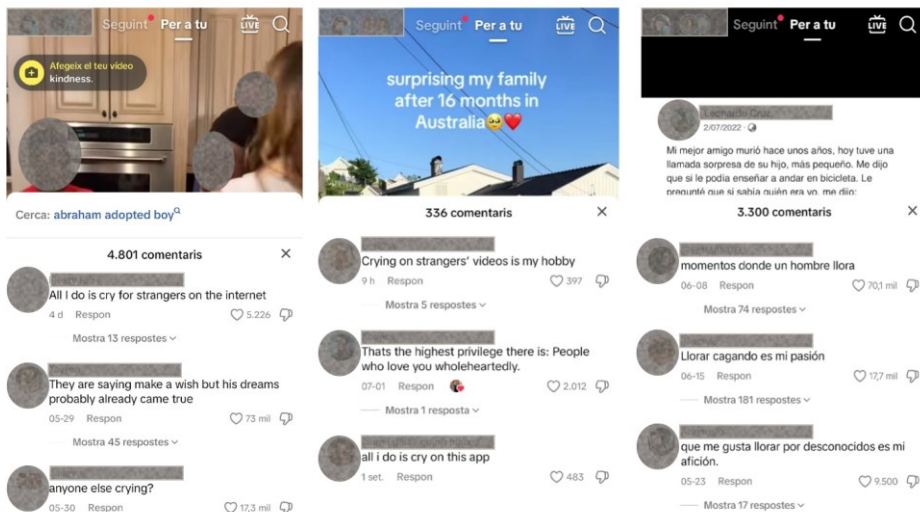 Seguint Per a tu LIVE
Afegeix el teu vídeo
kindness.
Cerca: abraham adopted boy
4.801 comentaris
All I do is cry for strangers on the internet
4 d Respon 5.226
Mostra 13 respostes
They are saying make a wish but his dreams
probably already came true
05-29 Respon 73 mil
Mostra 45 respostes
anyone else crying?
05-30 Respon 17,3 mil
Seguint Per a tu LIVE
surprising my family
after 16 months in
Australia🥹❤️
336 comentaris
Crying on strangers' videos is my hobby
9 h Respon 397
Mostra 5 respostes
Thats the highest privilege there is: People
who love you wholeheartedly.
07-01 Respon 2.012
Mostra 1 resposta
all i do is cry on this app
1 set. Respon 483
Seguint Per a tu LIVE
Leonardo Cruz
2/07/2022
Mi mejor amigo murió hace unos años, hoy tuve una
llamada sorpresa de su hijo, más pequeño. Me dijo
que si le podía enseñar a andar en bicicleta. Le
pregunté que si sabía quién era yo, me dijo:
3.300 comentaris
momentos donde un hombre llora
06-08 Respon 70,1 mil
Mostra 74 respostes
Llorar cagando es mi pasión
06-15 Respon 17,7 mil
Mostra 181 respostes
que me gusta llorar por desconocidos es mi
afición.
05-23 Respon 9.500
Mostra 17 respostes